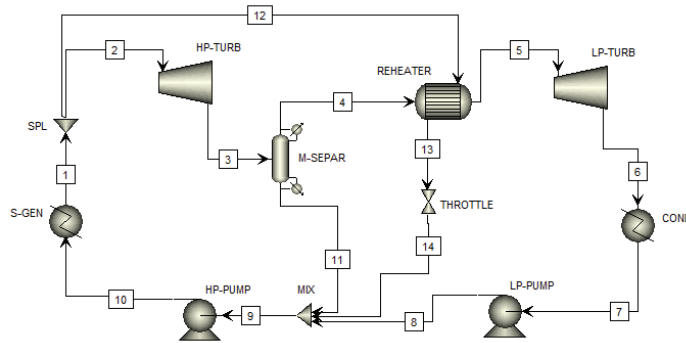 12
2
HP-TURB
5
LP-TURB
REHEATER
4
SPL
3
M-SEPAR
13
1
6
THROTTLE
S-GEN
COND
14
11
HP-PUMP
MIX
LP-PUMP
10
9
8
7